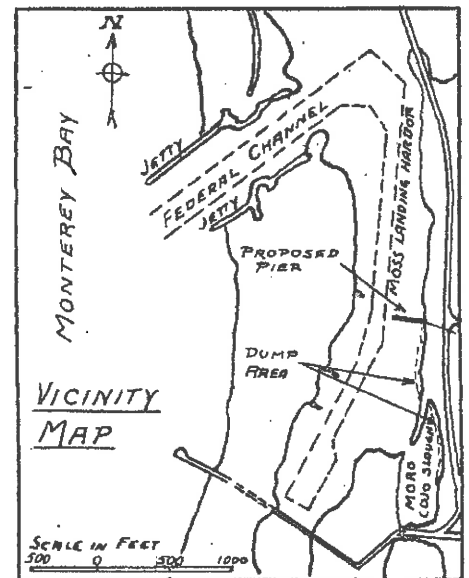 N
JETTY
FEDERAL CHANNEL
JETTY
MONTEREY BAY
MOSS LANDING HARBOR
PROPOSED
PIER
DUMP
AREA
VICINITY
MAP
MORO
COJO SLOUGH
SCALE IN FEET
500 0 500 1000